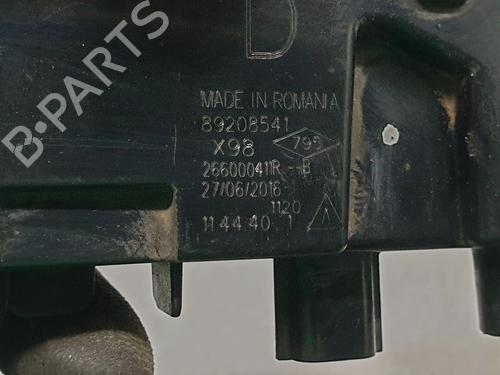 D
MADE IN ROMANIA
89208541
X98 795
266000411R--B
27/06/2016
1120
114440 1
B-PARTS